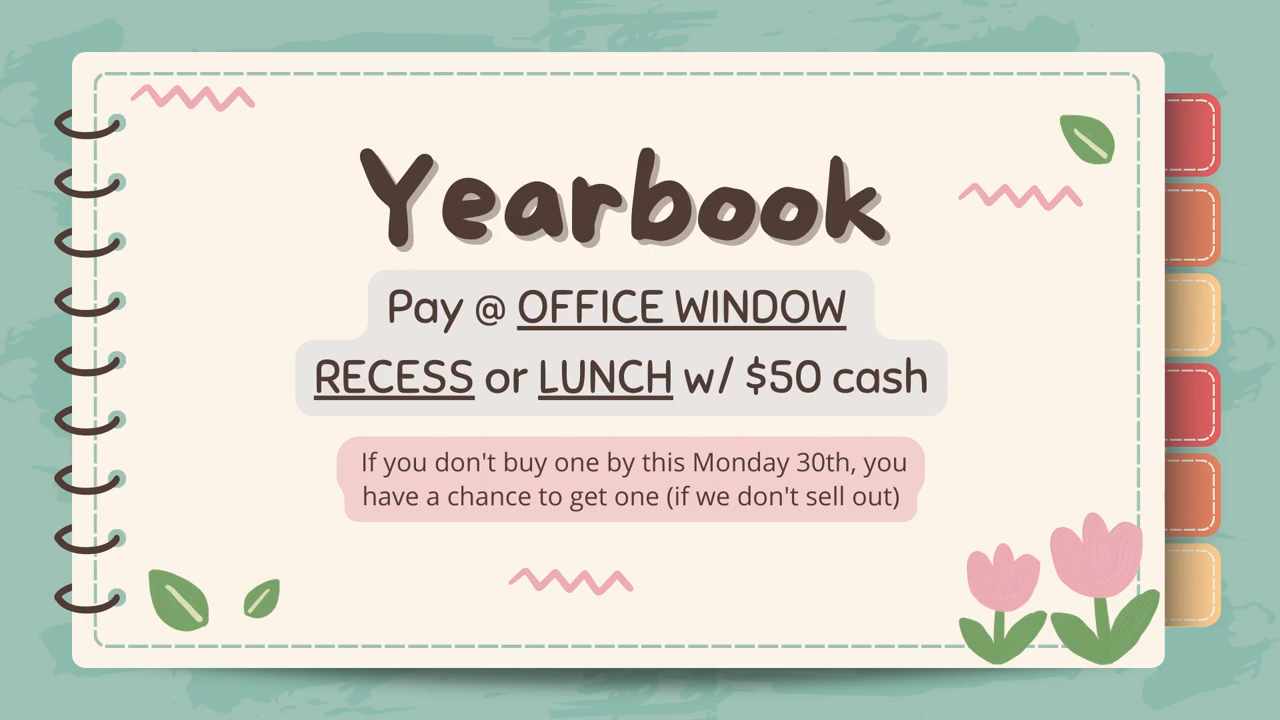 Yearbook
Pay @ OFFICE WINDOW
RECESS or LUNCH w/ $50 cash
If you don't buy one by this Monday 30th, you
have a chance to get one (if we don't sell out)